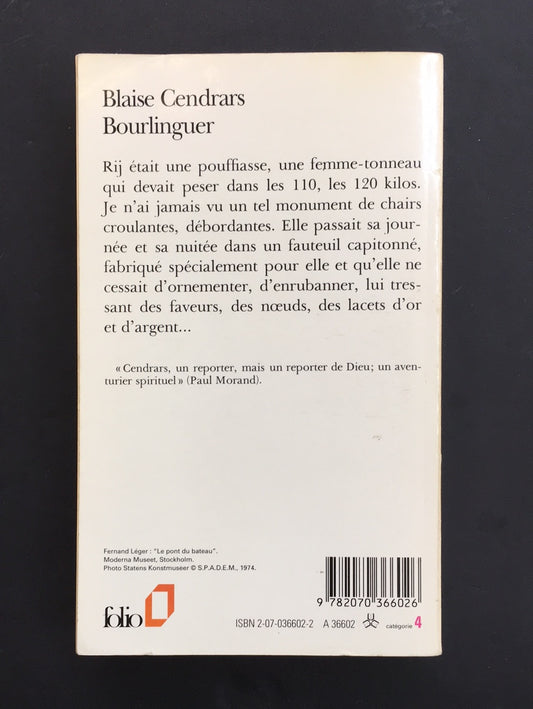 Blaise Cendrars
Bourlinguer
Rij était une pouffiasse, une femme-tonneau
qui devait peser dans les 110, les 120 kilos.
Je n'ai jamais vu un tel monument de chairs
croulantes, débordantes. Elle passait sa jour-
née et sa nuitée dans un fauteuil capitonné,
fabriqué spécialement pour elle et qu'elle ne
cessait d'ornementer, d'enrubanner, lui tres-
sant des faveurs, des nœuds, des lacets d'or
et d'argent...
« Cendrars, un reporter, mais un reporter de Dieu; un aven-
turier spirituel » (Paul Morand).
Fernand Léger : "Le pont du bateau".
Moderna Museet, Stockholm.
Photo Statens Konstmuseer © S.P.A.D.E.M., 1974.
9 782070 366026
folio
ISBN 2-07-036602-2 A 36602 catégorie 4